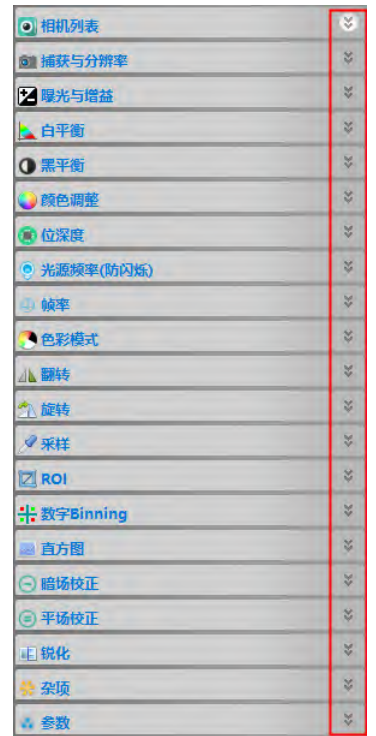 相机列表
捕获与分辨率
曝光与增益
白平衡
黑平衡
颜色调整
位深度
光源频率(防闪烁)
帧率
色彩模式
翻转
旋转
采样
ROI
数字Binning
直方图
暗场校正
平场校正
锐化
杂项
参数